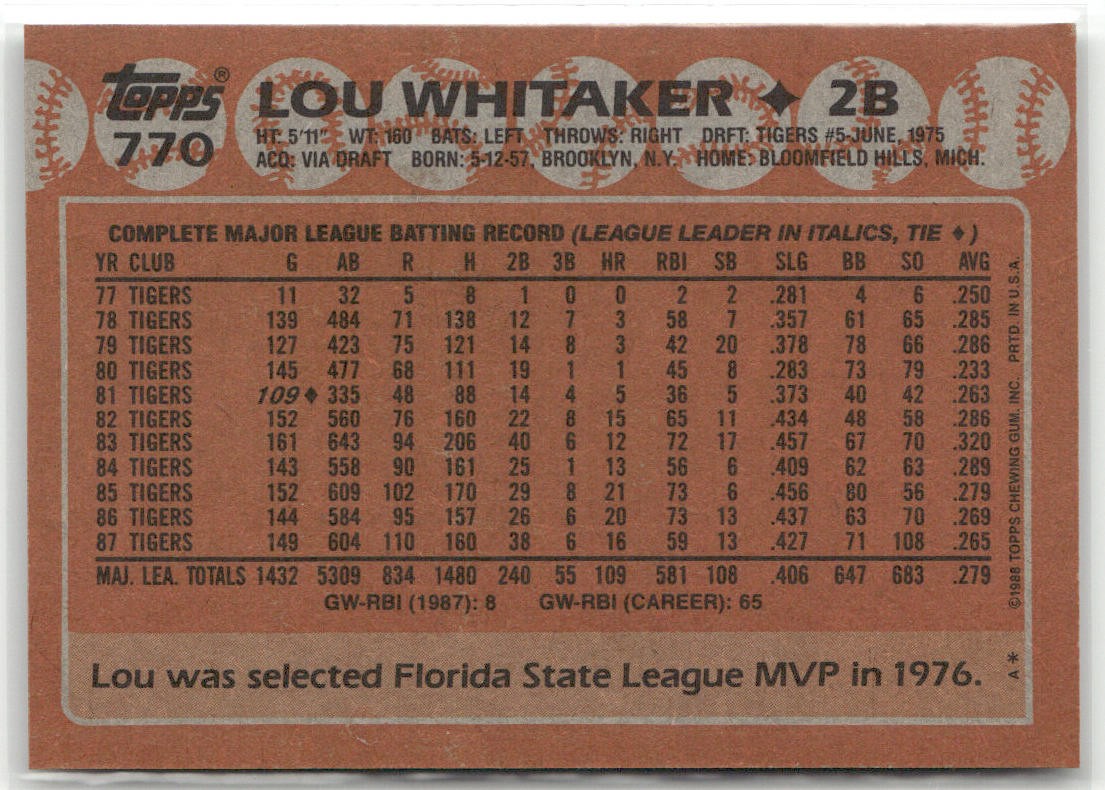 topps® LOU WHITAKER ♦ 2B
770 HT: 5'11" WT: 160 BATS: LEFT THROWS: RIGHT DRFT: TIGERS #5-JUNE, 1975
ACQ: VIA DRAFT BORN: 5-12-57, BROOKLYN, N.Y. HOME: BLOOMFIELD HILLS, MICH.
COMPLETE MAJOR LEAGUE BATTING RECORD (LEAGUE LEADER IN ITALICS, TIE ♦)
YR CLUB G AB R H 2B 3B HR RBI SB SLG BB SO AVG
77 TIGERS 11 32 5 8 1 0 0 2 2 .281 4 6 .250
78 TIGERS 139 484 71 138 12 7 3 58 7 .357 61 65 .285
79 TIGERS 127 423 75 121 14 8 3 42 20 .378 78 66 .286
80 TIGERS 145 477 68 111 19 1 1 45 8 .283 73 79 .233
81 TIGERS 109♦ 335 48 88 14 4 5 36 5 .373 40 42 .263
82 TIGERS 152 560 76 160 22 8 15 65 11 .434 48 58 .286
83 TIGERS 161 643 94 206 40 6 12 72 17 .457 67 70 .320
84 TIGERS 143 558 90 161 25 1 13 56 6 .409 62 63 .289
85 TIGERS 152 609 102 170 29 8 21 73 6 .456 80 56 .279
86 TIGERS 144 584 95 157 26 6 20 73 13 .437 63 70 .269
87 TIGERS 149 604 110 160 38 6 16 59 13 .427 71 108 .265
MAJ. LEA. TOTALS 1432 5309 834 1480 240 55 109 581 108 .406 647 683 .279
GW-RBI (1987): 8 GW-RBI (CAREER): 65
Lou was selected Florida State League MVP in 1976.
A* ©1988 TOPPS CHEWING GUM, INC. PRTD. IN U.S.A.